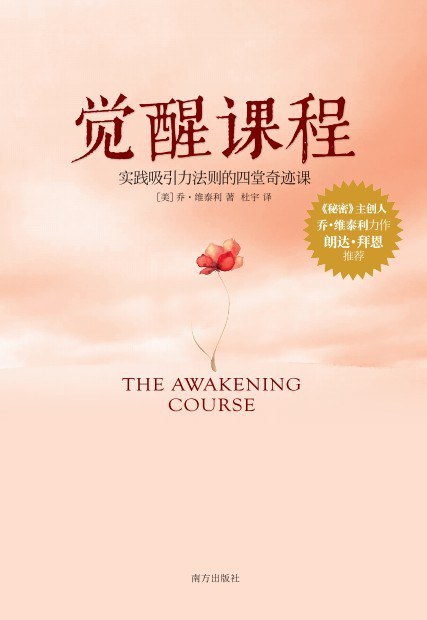 觉醒课程
实践吸引力法则的四堂奇迹课
[美]乔·维泰利 著 杜宇 译
《秘密》主创人
乔·维泰利力作
朗达·拜恩
推荐
THE AWAKENING
COURSE
南方出版社